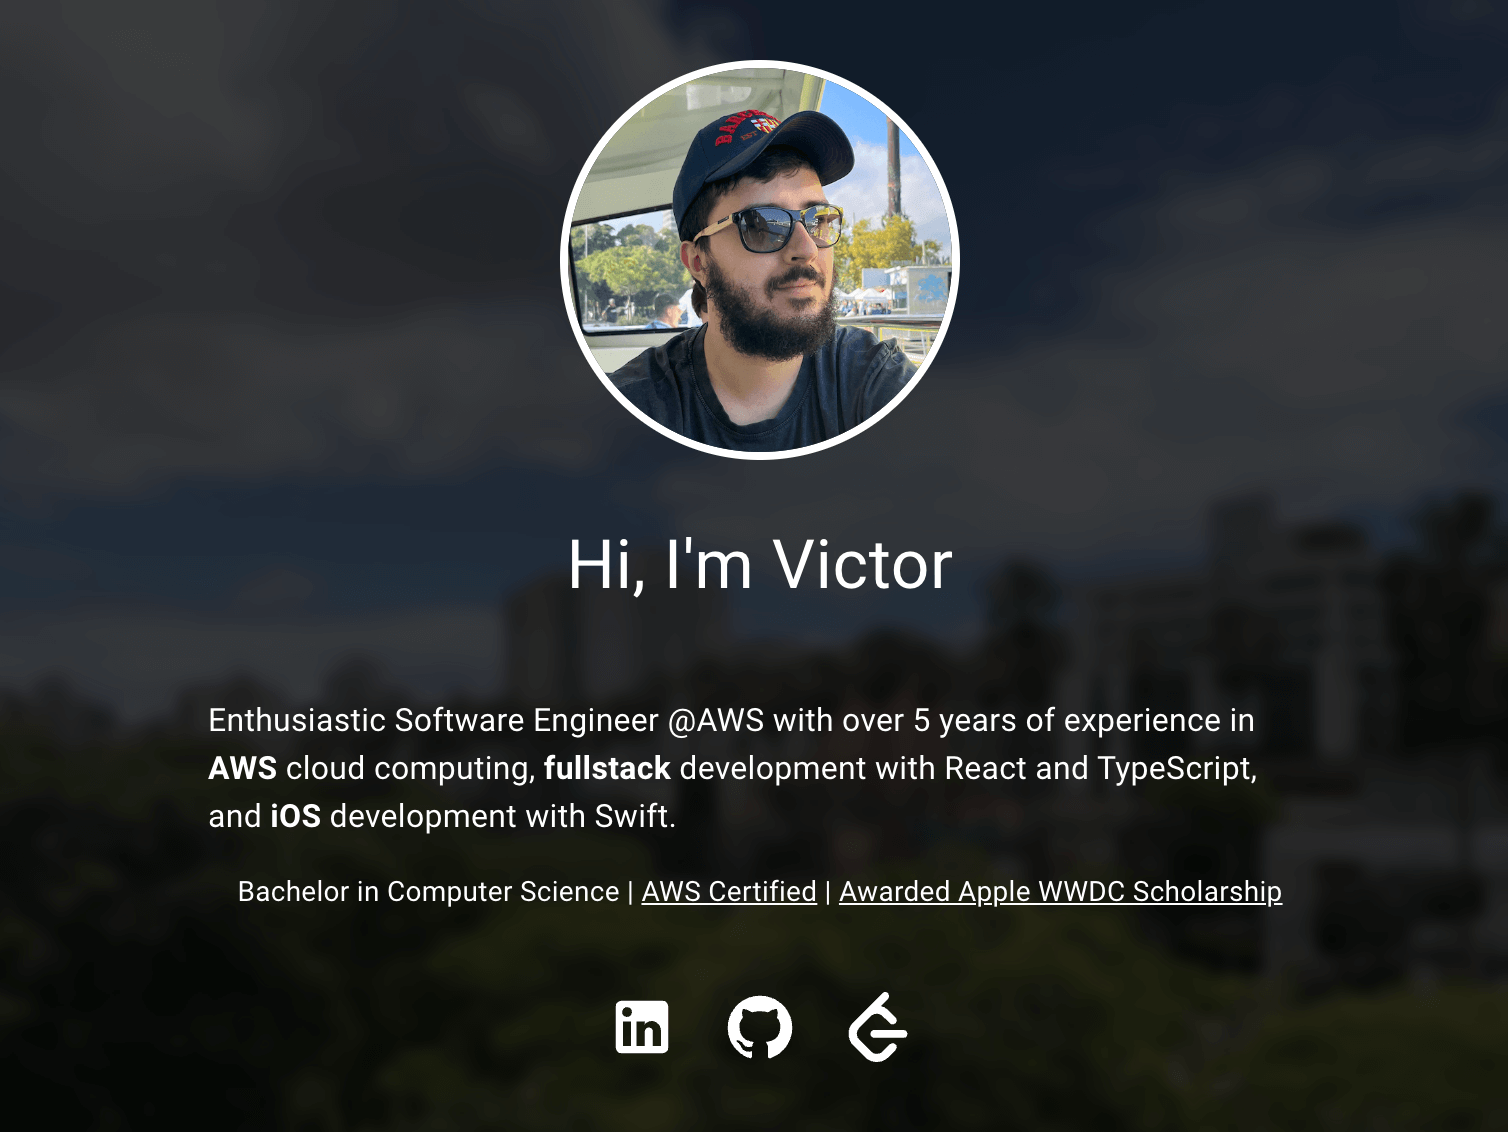 Hi, I'm Victor
Enthusiastic Software Engineer @AWS with over 5 years of experience in
AWS cloud computing, fullstack development with React and TypeScript,
and iOS development with Swift.
Bachelor in Computer Science | AWS Certified | Awarded Apple WWDC Scholarship
in